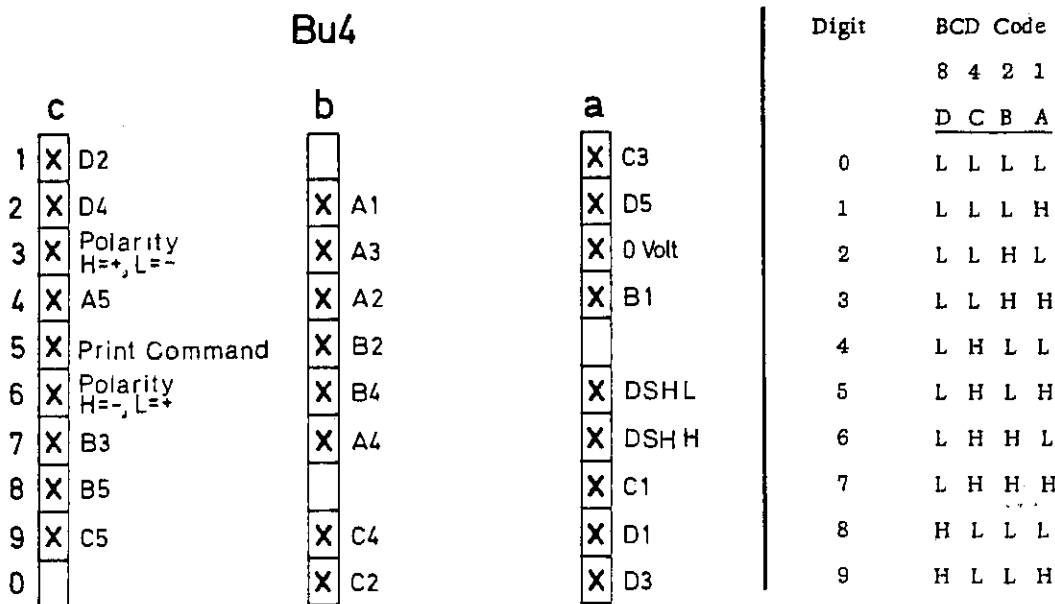 Bu4
c b a
1 X D2 X C3
2 X D4 X A1 X D5
3 X Polarity X A3 X 0 Volt
H=+, L=-
4 X A5 X A2 X B1
5 X Print Command X B2
6 X Polarity X B4 X DSHL
H=-, L=+
7 X B3 X A4 X DSHH
8 X B5 X C1
9 X C5 X C4 X D1
0 X C2 X D3
Digit BCD Code
8 4 2 1
D C B A
0 L L L L
1 L L L H
2 L L H L
3 L L H H
4 L H L L
5 L H L H
6 L H H L
7 L H H H
8 H L L L
9 H L L H